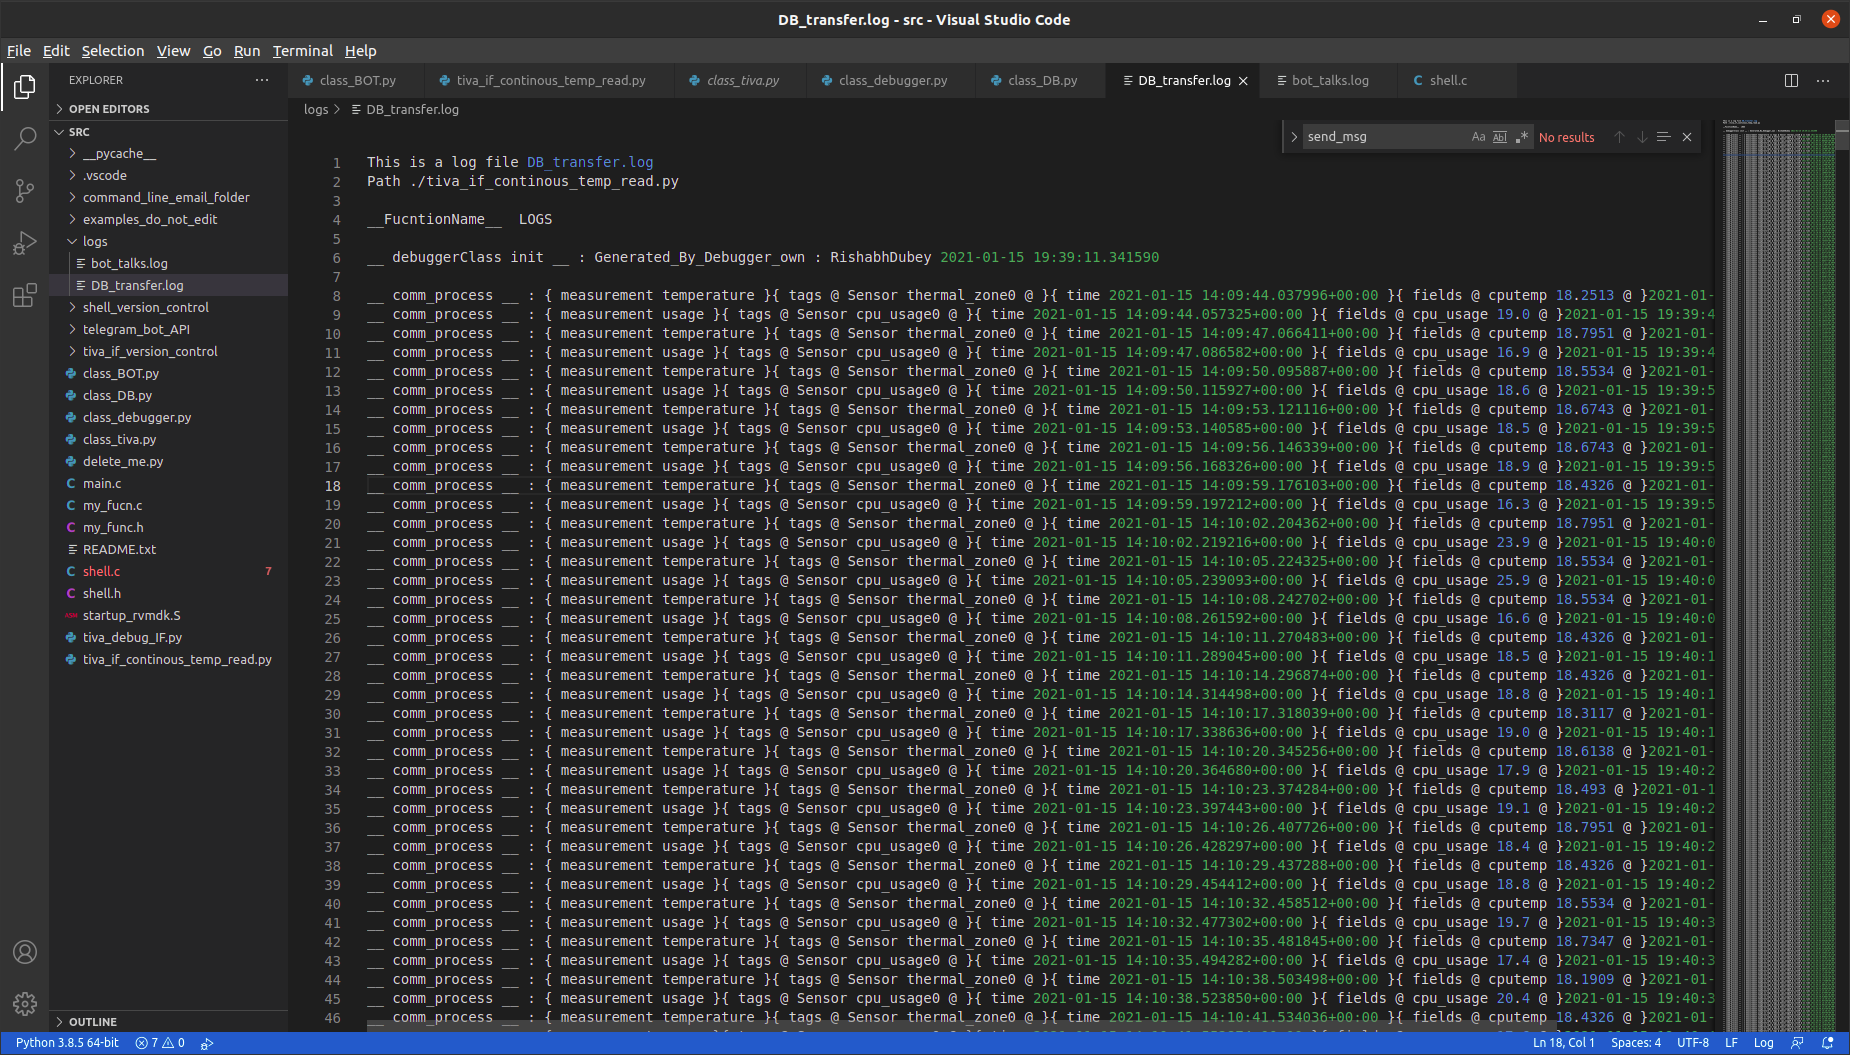 DB_transfer.log - src - Visual Studio Code
File Edit Selection View Go Run Terminal Help
EXPLORER
OPEN EDITORS
SRC
__pycache__
.vscode
command_line_email_folder
examples_do_not_edit
logs
bot_talks.log
DB_transfer.log
shell_version_control
telegram_bot_API
tiva_if_version_control
class_BOT.py
class_DB.py
class_debugger.py
class_tiva.py
delete_me.py
main.c
my_fucn.c
my_func.h
README.txt
shell.c 7
shell.h
startup_rvmdk.S
tiva_debug_IF.py
tiva_if_continous_temp_read.py
OUTLINE
class_BOT.py tiva_if_continous_temp_read.py class_tiva.py class_debugger.py class_DB.py DB_transfer.log bot_talks.log shell.c
logs > DB_transfer.log
send_msg Aa Abl .* No results
1 This is a log file DB_transfer.log
2 Path ./tiva_if_continous_temp_read.py
3
4 __FucntionName__  LOGS
5
6 __ debuggerClass init __ : Generated_By_Debugger_own : RishabhDubey 2021-01-15 19:39:11.341590
7
8 __ comm_process __ : { measurement temperature }{ tags @ Sensor thermal_zone0 @ }{ time 2021-01-15 14:09:44.037996+00:00 }{ fields @ cputemp 18.2513 @ }2021-01-
9 __ comm_process __ : { measurement usage }{ tags @ Sensor cpu_usage0 @ }{ time 2021-01-15 14:09:44.057325+00:00 }{ fields @ cpu_usage 19.0 @ }2021-01-15 19:39:4
10 __ comm_process __ : { measurement temperature }{ tags @ Sensor thermal_zone0 @ }{ time 2021-01-15 14:09:47.066411+00:00 }{ fields @ cputemp 18.7951 @ }2021-01-
11 __ comm_process __ : { measurement usage }{ tags @ Sensor cpu_usage0 @ }{ time 2021-01-15 14:09:47.086582+00:00 }{ fields @ cpu_usage 16.9 @ }2021-01-15 19:39:4
12 __ comm_process __ : { measurement temperature }{ tags @ Sensor thermal_zone0 @ }{ time 2021-01-15 14:09:50.095887+00:00 }{ fields @ cputemp 18.5534 @ }2021-01-
13 __ comm_process __ : { measurement usage }{ tags @ Sensor cpu_usage0 @ }{ time 2021-01-15 14:09:50.115927+00:00 }{ fields @ cpu_usage 18.6 @ }2021-01-15 19:39:5
14 __ comm_process __ : { measurement temperature }{ tags @ Sensor thermal_zone0 @ }{ time 2021-01-15 14:09:53.121116+00:00 }{ fields @ cputemp 18.6743 @ }2021-01-
15 __ comm_process __ : { measurement usage }{ tags @ Sensor cpu_usage0 @ }{ time 2021-01-15 14:09:53.140585+00:00 }{ fields @ cpu_usage 18.5 @ }2021-01-15 19:39:5
16 __ comm_process __ : { measurement temperature }{ tags @ Sensor thermal_zone0 @ }{ time 2021-01-15 14:09:56.146339+00:00 }{ fields @ cputemp 18.6743 @ }2021-01-
17 __ comm_process __ : { measurement usage }{ tags @ Sensor cpu_usage0 @ }{ time 2021-01-15 14:09:56.168326+00:00 }{ fields @ cpu_usage 18.9 @ }2021-01-15 19:39:5
18 __ comm_process __ : { measurement temperature }{ tags @ Sensor thermal_zone0 @ }{ time 2021-01-15 14:09:59.176103+00:00 }{ fields @ cputemp 18.4326 @ }2021-01-
19 __ comm_process __ : { measurement usage }{ tags @ Sensor cpu_usage0 @ }{ time 2021-01-15 14:09:59.197212+00:00 }{ fields @ cpu_usage 16.3 @ }2021-01-15 19:39:5
20 __ comm_process __ : { measurement temperature }{ tags @ Sensor thermal_zone0 @ }{ time 2021-01-15 14:10:02.204362+00:00 }{ fields @ cputemp 18.7951 @ }2021-01-
21 __ comm_process __ : { measurement usage }{ tags @ Sensor cpu_usage0 @ }{ time 2021-01-15 14:10:02.219216+00:00 }{ fields @ cpu_usage 23.9 @ }2021-01-15 19:40:0
22 __ comm_process __ : { measurement temperature }{ tags @ Sensor thermal_zone0 @ }{ time 2021-01-15 14:10:05.224325+00:00 }{ fields @ cputemp 18.5534 @ }2021-01-
23 __ comm_process __ : { measurement usage }{ tags @ Sensor cpu_usage0 @ }{ time 2021-01-15 14:10:05.239093+00:00 }{ fields @ cpu_usage 25.9 @ }2021-01-15 19:40:0
24 __ comm_process __ : { measurement temperature }{ tags @ Sensor thermal_zone0 @ }{ time 2021-01-15 14:10:08.242702+00:00 }{ fields @ cputemp 18.5534 @ }2021-01-
25 __ comm_process __ : { measurement usage }{ tags @ Sensor cpu_usage0 @ }{ time 2021-01-15 14:10:08.261592+00:00 }{ fields @ cpu_usage 16.6 @ }2021-01-15 19:40:0
26 __ comm_process __ : { measurement temperature }{ tags @ Sensor thermal_zone0 @ }{ time 2021-01-15 14:10:11.270483+00:00 }{ fields @ cputemp 18.4326 @ }2021-01-
27 __ comm_process __ : { measurement usage }{ tags @ Sensor cpu_usage0 @ }{ time 2021-01-15 14:10:11.289045+00:00 }{ fields @ cpu_usage 18.5 @ }2021-01-15 19:40:1
28 __ comm_process __ : { measurement temperature }{ tags @ Sensor thermal_zone0 @ }{ time 2021-01-15 14:10:14.296874+00:00 }{ fields @ cputemp 18.4326 @ }2021-01-
29 __ comm_process __ : { measurement usage }{ tags @ Sensor cpu_usage0 @ }{ time 2021-01-15 14:10:14.314498+00:00 }{ fields @ cpu_usage 18.8 @ }2021-01-15 19:40:1
30 __ comm_process __ : { measurement temperature }{ tags @ Sensor thermal_zone0 @ }{ time 2021-01-15 14:10:17.318039+00:00 }{ fields @ cputemp 18.3117 @ }2021-01-
31 __ comm_process __ : { measurement usage }{ tags @ Sensor cpu_usage0 @ }{ time 2021-01-15 14:10:17.338636+00:00 }{ fields @ cpu_usage 19.0 @ }2021-01-15 19:40:1
32 __ comm_process __ : { measurement temperature }{ tags @ Sensor thermal_zone0 @ }{ time 2021-01-15 14:10:20.345256+00:00 }{ fields @ cputemp 18.6138 @ }2021-01-
33 __ comm_process __ : { measurement usage }{ tags @ Sensor cpu_usage0 @ }{ time 2021-01-15 14:10:20.364680+00:00 }{ fields @ cpu_usage 17.9 @ }2021-01-15 19:40:2
34 __ comm_process __ : { measurement temperature }{ tags @ Sensor thermal_zone0 @ }{ time 2021-01-15 14:10:23.374284+00:00 }{ fields @ cputemp 18.493 @ }2021-01-1
35 __ comm_process __ : { measurement usage }{ tags @ Sensor cpu_usage0 @ }{ time 2021-01-15 14:10:23.397443+00:00 }{ fields @ cpu_usage 19.1 @ }2021-01-15 19:40:2
36 __ comm_process __ : { measurement temperature }{ tags @ Sensor thermal_zone0 @ }{ time 2021-01-15 14:10:26.407726+00:00 }{ fields @ cputemp 18.7951 @ }2021-01-
37 __ comm_process __ : { measurement usage }{ tags @ Sensor cpu_usage0 @ }{ time 2021-01-15 14:10:26.428297+00:00 }{ fields @ cpu_usage 18.4 @ }2021-01-15 19:40:2
38 __ comm_process __ : { measurement temperature }{ tags @ Sensor thermal_zone0 @ }{ time 2021-01-15 14:10:29.437288+00:00 }{ fields @ cputemp 18.4326 @ }2021-01-
39 __ comm_process __ : { measurement usage }{ tags @ Sensor cpu_usage0 @ }{ time 2021-01-15 14:10:29.454412+00:00 }{ fields @ cpu_usage 18.8 @ }2021-01-15 19:40:2
40 __ comm_process __ : { measurement temperature }{ tags @ Sensor thermal_zone0 @ }{ time 2021-01-15 14:10:32.458512+00:00 }{ fields @ cputemp 18.5534 @ }2021-01-
41 __ comm_process __ : { measurement usage }{ tags @ Sensor cpu_usage0 @ }{ time 2021-01-15 14:10:32.477302+00:00 }{ fields @ cpu_usage 19.7 @ }2021-01-15 19:40:3
42 __ comm_process __ : { measurement temperature }{ tags @ Sensor thermal_zone0 @ }{ time 2021-01-15 14:10:35.481845+00:00 }{ fields @ cputemp 18.7347 @ }2021-01-
43 __ comm_process __ : { measurement usage }{ tags @ Sensor cpu_usage0 @ }{ time 2021-01-15 14:10:35.494282+00:00 }{ fields @ cpu_usage 17.4 @ }2021-01-15 19:40:3
44 __ comm_process __ : { measurement temperature }{ tags @ Sensor thermal_zone0 @ }{ time 2021-01-15 14:10:38.503498+00:00 }{ fields @ cputemp 18.1909 @ }2021-01-
45 __ comm_process __ : { measurement usage }{ tags @ Sensor cpu_usage0 @ }{ time 2021-01-15 14:10:38.523850+00:00 }{ fields @ cpu_usage 20.4 @ }2021-01-15 19:40:3
46 __ comm_process __ : { measurement temperature }{ tags @ Sensor thermal_zone0 @ }{ time 2021-01-15 14:10:41.534036+00:00 }{ fields @ cputemp 18.4326 @ }2021-01-
Python 3.8.5 64-bit 7 0 Ln 18, Col 1 Spaces: 4 UTF-8 LF Log